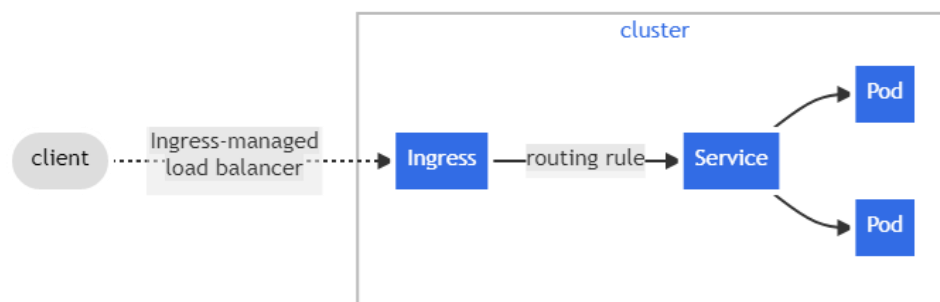 cluster
client
Ingress-managed
load balancer
Ingress
routing rule
Service
Pod
Pod